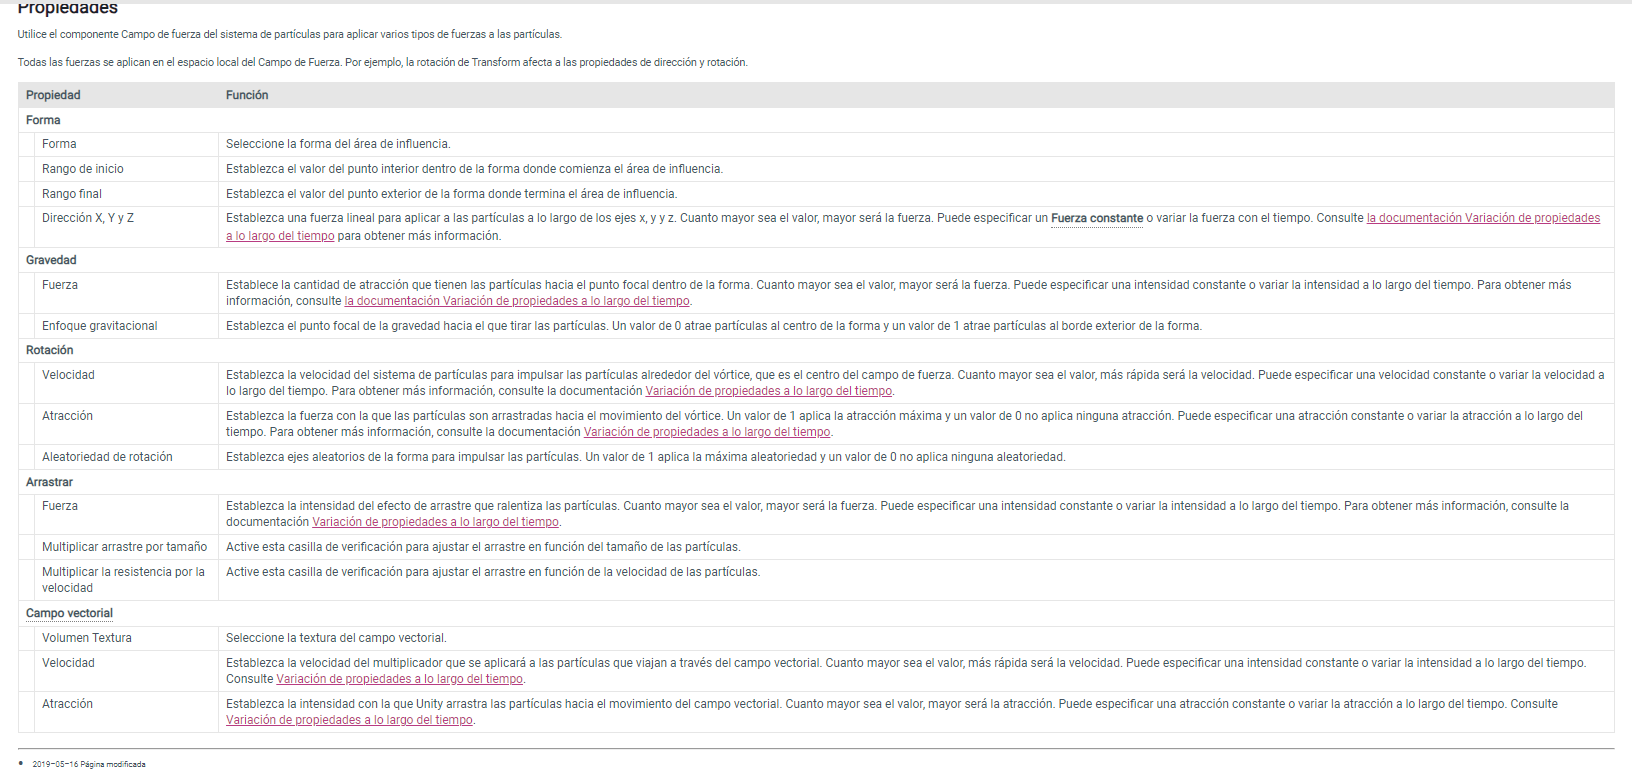 Propiedades
Utilice el componente Campo de fuerza del sistema de partículas para aplicar varios tipos de fuerzas a las partículas.
Todas las fuerzas se aplican en el espacio local del Campo de Fuerza. Por ejemplo, la rotación de Transform afecta a las propiedades de dirección y rotación.
Propiedad Función
Forma
Forma Seleccione la forma del área de influencia.
Rango de inicio Establezca el valor del punto interior dentro de la forma donde comienza el área de influencia.
Rango final Establezca el valor del punto exterior de la forma donde termina el área de influencia.
Dirección X, Y y Z Establezca una fuerza lineal para aplicar a las partículas a lo largo de los ejes x, y y z. Cuanto mayor sea el valor, mayor será la fuerza. Puede especificar un Fuerza constante o variar la fuerza con el tiempo. Consulte la documentación Variación de propiedades
a lo largo del tiempo para obtener más información.
Gravedad
Fuerza Establece la cantidad de atracción que tienen las partículas hacia el punto focal dentro de la forma. Cuanto mayor sea el valor, mayor será la fuerza. Puede especificar una intensidad constante o variar la intensidad a lo largo del tiempo. Para obtener más
información, consulte la documentación Variación de propiedades a lo largo del tiempo.
Enfoque gravitacional Establezca el punto focal de la gravedad hacia el que tirar las partículas. Un valor de 0 atrae partículas al centro de la forma y un valor de 1 atrae partículas al borde exterior de la forma.
Rotación
Velocidad Establezca la velocidad del sistema de partículas para impulsar las partículas alrededor del vórtice, que es el centro del campo de fuerza. Cuanto mayor sea el valor, más rápida será la velocidad. Puede especificar una velocidad constante o variar la velocidad a
lo largo del tiempo. Para obtener más información, consulte la documentación Variación de propiedades a lo largo del tiempo.
Atracción Establezca la fuerza con la que las partículas son arrastradas hacia el movimiento del vórtice. Un valor de 1 aplica la atracción máxima y un valor de 0 no aplica ninguna atracción. Puede especificar una atracción constante o variar la atracción a lo largo del
tiempo. Para obtener más información, consulte la documentación Variación de propiedades a lo largo del tiempo.
Aleatoriedad de rotación Establezca ejes aleatorios de la forma para impulsar las partículas. Un valor de 1 aplica la máxima aleatoriedad y un valor de 0 no aplica ninguna aleatoriedad.
Arrastrar
Fuerza Establezca la intensidad del efecto de arrastre que ralentiza las partículas. Cuanto mayor sea el valor, mayor será la fuerza. Puede especificar una intensidad constante o variar la intensidad a lo largo del tiempo. Para obtener más información, consulte la
documentación Variación de propiedades a lo largo del tiempo.
Multiplicar arrastre por tamaño Active esta casilla de verificación para ajustar el arrastre en función del tamaño de las partículas.
Multiplicar la resistencia por la Active esta casilla de verificación para ajustar el arrastre en función de la velocidad de las partículas.
velocidad
Campo vectorial
Volumen Textura Seleccione la textura del campo vectorial.
Velocidad Establezca la velocidad del multiplicador que se aplicará a las partículas que viajan a través del campo vectorial. Cuanto mayor sea el valor, más rápida será la velocidad. Puede especificar una intensidad constante o variar la intensidad a lo largo del tiempo.
Consulte Variación de propiedades a lo largo del tiempo.
Atracción Establezca la intensidad con la que Unity arrastra las partículas hacia el movimiento del campo vectorial. Cuanto mayor sea el valor, mayor será la atracción. Puede especificar una atracción constante o variar la atracción a lo largo del tiempo. Consulte
Variación de propiedades a lo largo del tiempo.
• 2019–05–16 Página modificada